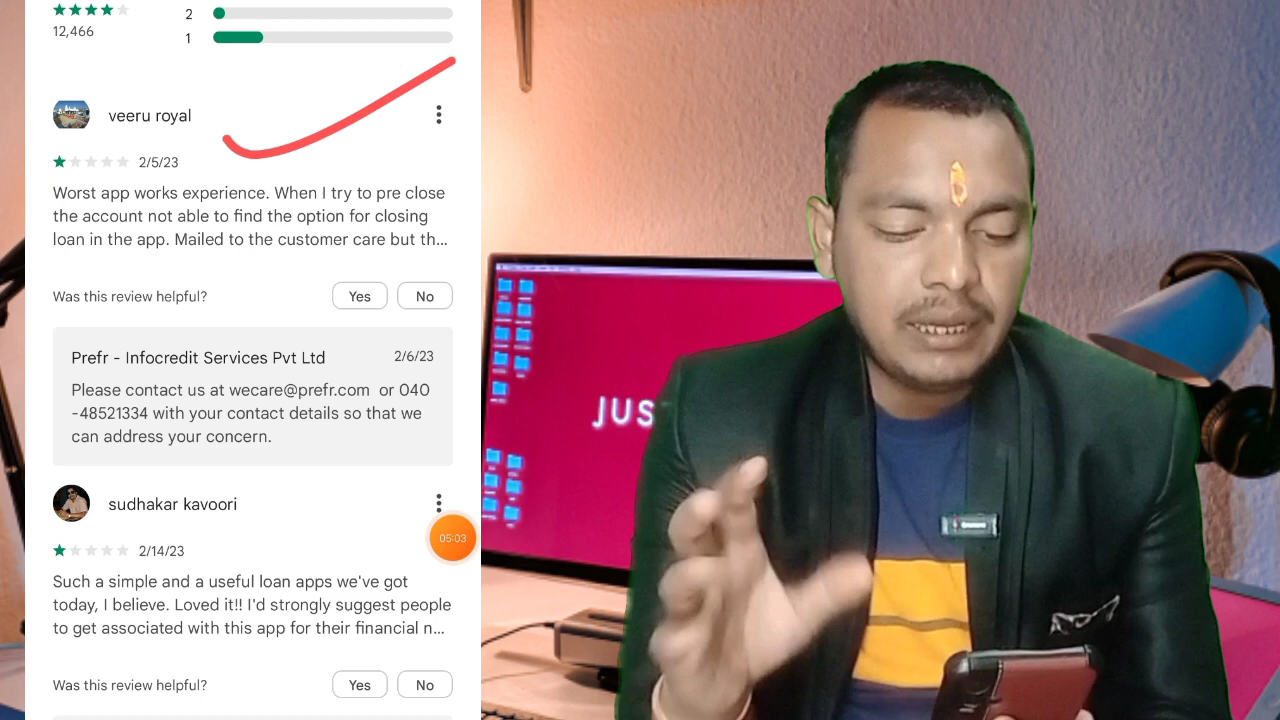 2
12,466
1
veeru royal
2/5/23
Worst app works experience. When I try to pre close
the account not able to find the option for closing
loan in the app. Mailed to the customer care but th...
Was this review helpful?
Yes
No
Prefr - Infocredit Services Pvt Ltd
2/6/23
Please contact us at wecare@prefr.com or 040
-48521334 with your contact details so that we
can address your concern.
sudhakar kavoori
05:03
2/14/23
Such a simple and a useful loan apps we've got
today, I believe. Loved it!! I'd strongly suggest people
to get associated with this app for their financial n...
Was this review helpful?
Yes
No
JUS